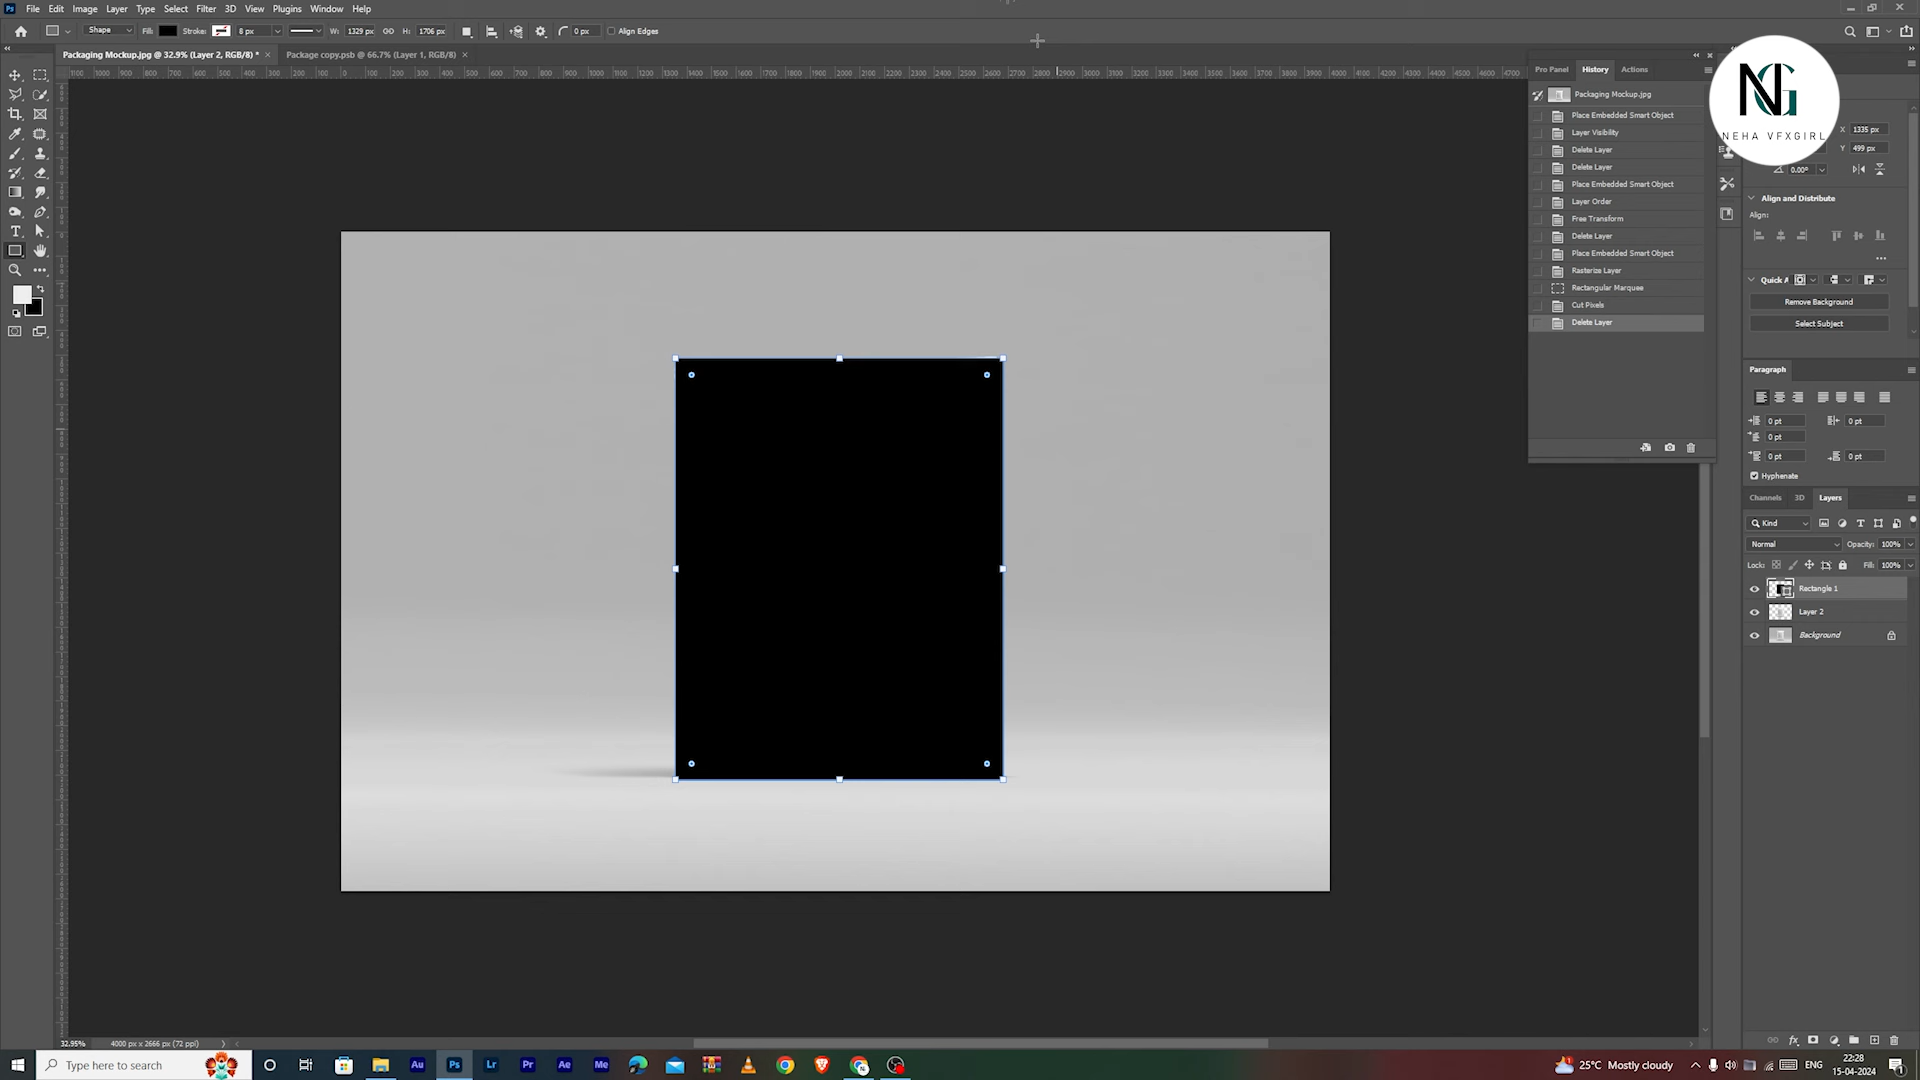 Ps File Edit Image Layer Type Select Filter 3D View Plugins Window Help
Shape Fill: Stroke: 8 px W: 1329 px H: 1706 px 0 px Align Edges
Packaging Mockup.jpg @ 32.9% (Layer 2, RGB/8) * × Package copy.psb @ 66.7% (Layer 1, RGB/8) ×
Pro Panel History Actions
Packaging Mockup.jpg
Place Embedded Smart Object
Layer Visibility
Delete Layer
Delete Layer
Place Embedded Smart Object
Layer Order
Free Transform
Delete Layer
Place Embedded Smart Object
Rasterize Layer
Rectangular Marquee
Cut Pixels
Delete Layer
NG
NEHA VFXGIRL
X 1335 px
Y 499 px
0.00°
Align and Distribute
Align:
Quick A
Remove Background
Select Subject
Paragraph
0 pt 0 pt
0 pt
0 pt 0 pt
Hyphenate
Channels 3D Layers
Kind
Normal Opacity: 100%
Lock: Fill: 100%
Rectangle 1
Layer 2
Background
32.95% 4000 px x 2666 px (72 ppi)
Type here to search
Au Ps Lr Pr Ae Me
25°C Mostly cloudy
ENG
22:28
15-04-2024